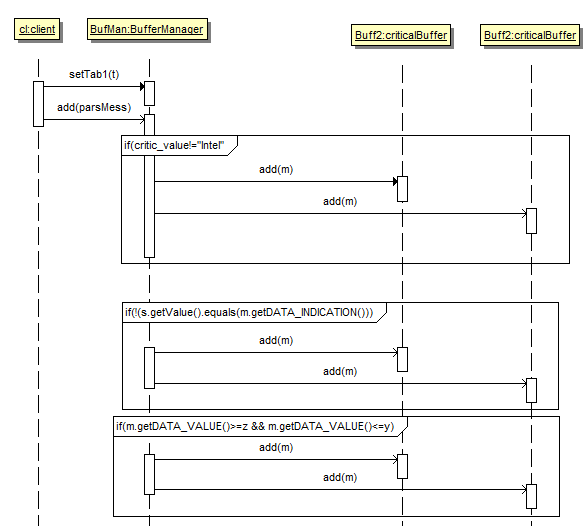 cl:client
BufMan:BufferManager
Buff2:criticalBuffer
Buff2:criticalBuffer
setTab1(t)
add(parsMess)
if(critic_value!="Intel"
add(m)
add(m)
if(!(s.getValue().equals(m.getDATA_INDICATION()))
add(m)
add(m)
if(m.getDATA_VALUE()>=z && m.getDATA_VALUE()<=y)
add(m)
add(m)